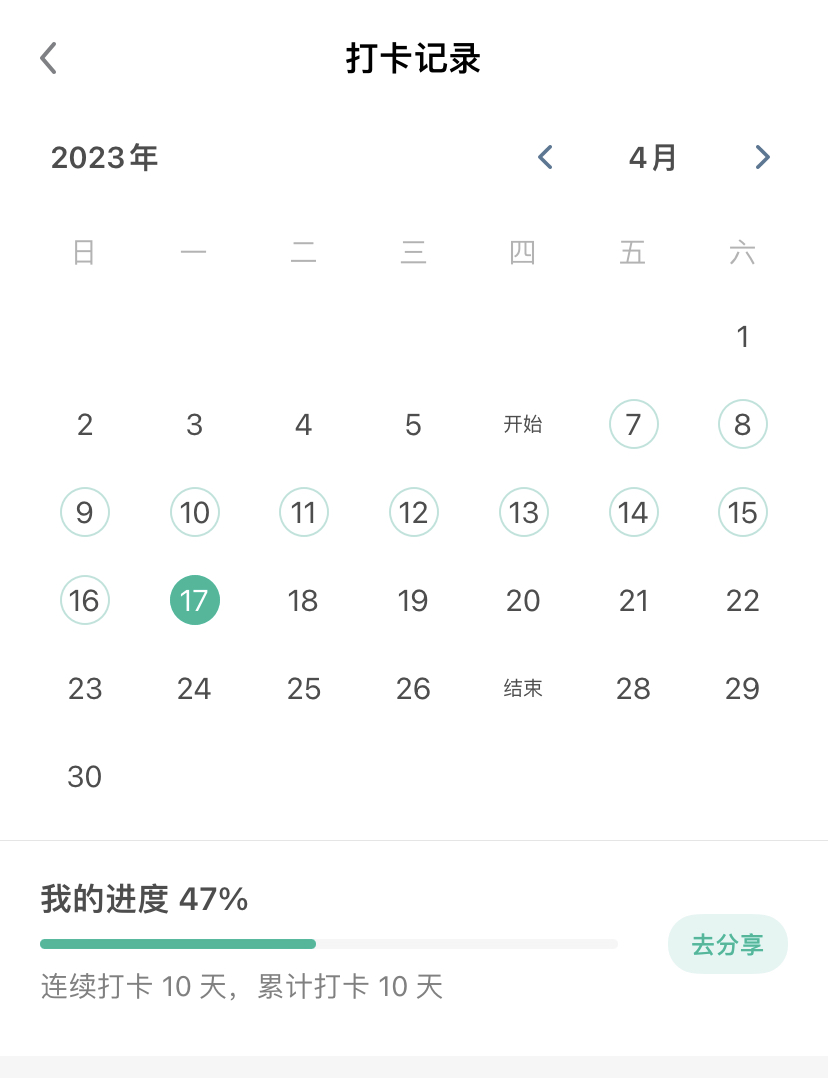 打卡记录
2023年 4月
日 一 二 三 四 五 六
1
2 3 4 5 开始 7 8
9 10 11 12 13 14 15
16 17 18 19 20 21 22
23 24 25 26 结束 28 29
30
我的进度 47%
去分享
连续打卡 10 天，累计打卡 10 天